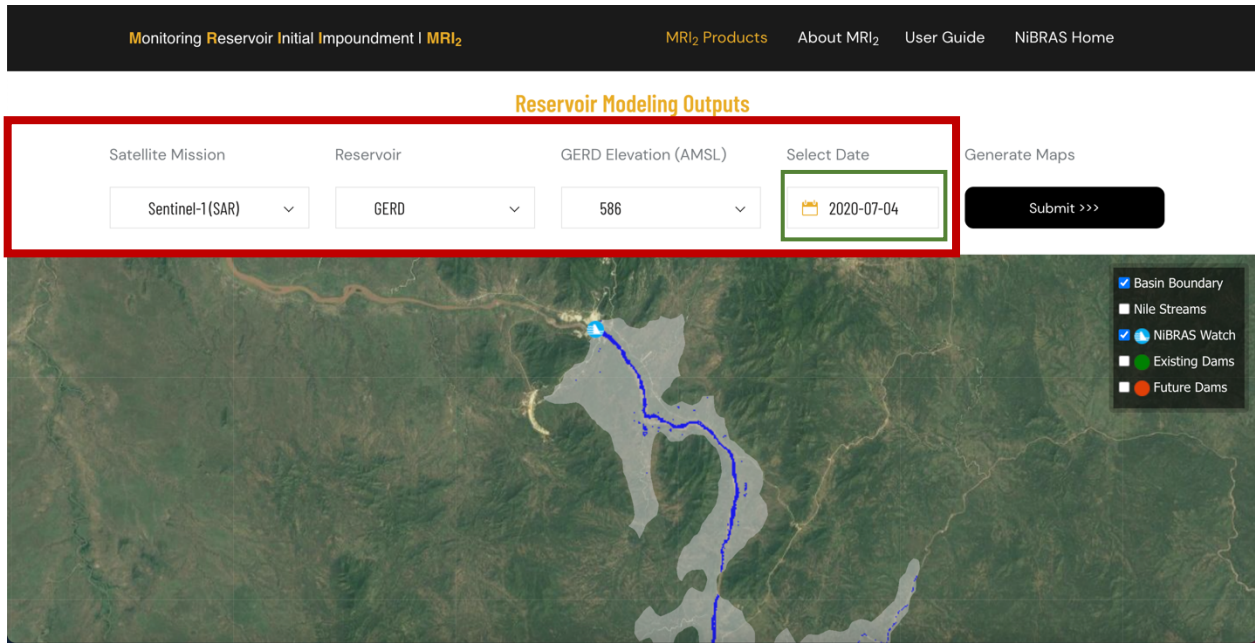 Monitoring Reservoir Initial Impoundment | MRI₂
MRI₂ Products About MRI₂ User Guide NiBRAS Home
Reservoir Modeling Outputs
Satellite Mission Reservoir GERD Elevation (AMSL) Select Date Generate Maps
Sentinel-1 (SAR) GERD 586 2020-07-04 Submit >>>
Basin Boundary
Nile Streams
NiBRAS Watch
Existing Dams
Future Dams